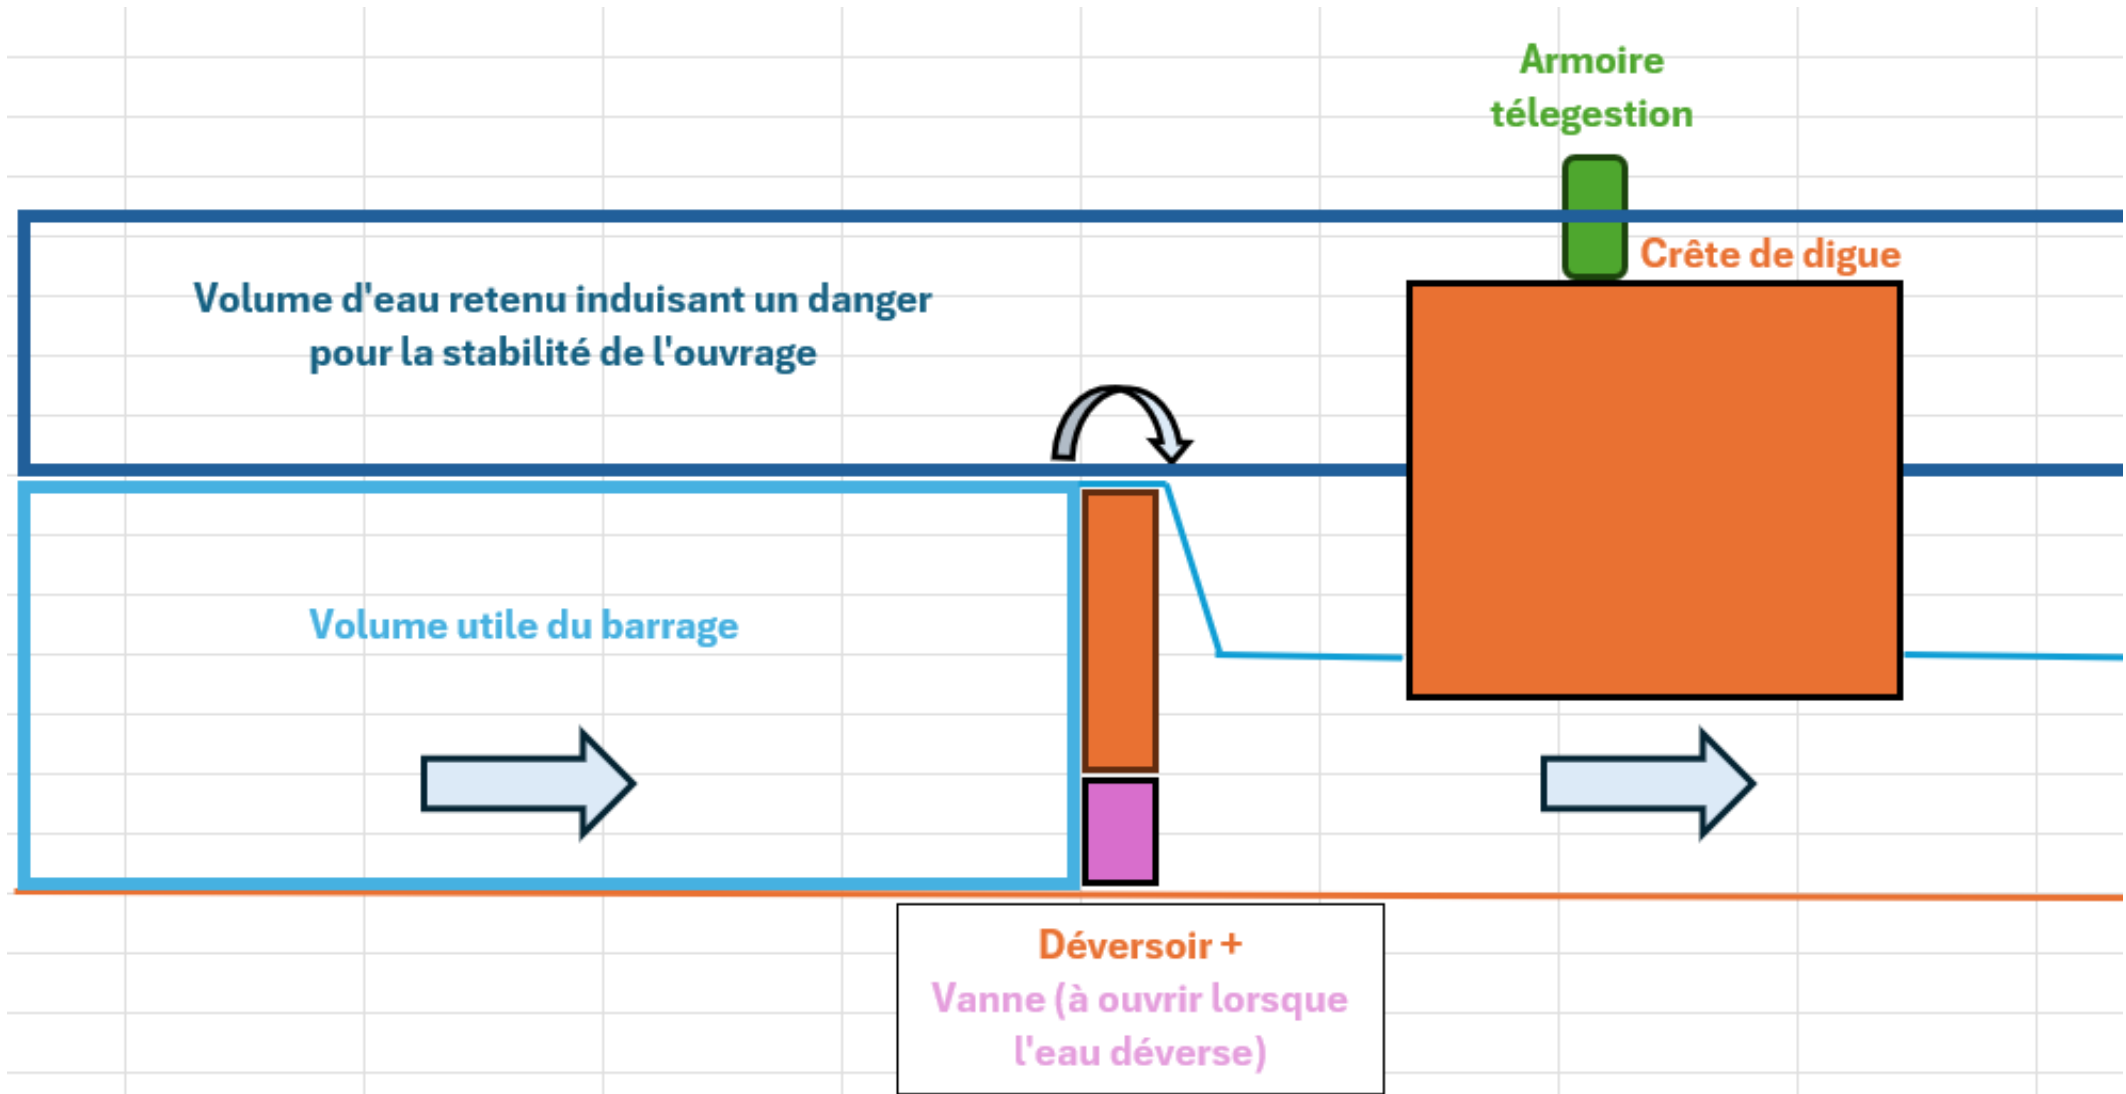 Armoire
télegestion
Crête de digue
Volume d'eau retenu induisant un danger
pour la stabilité de l'ouvrage
Volume utile du barrage
Déversoir +
Vanne (à ouvrir lorsque
l'eau déverse)